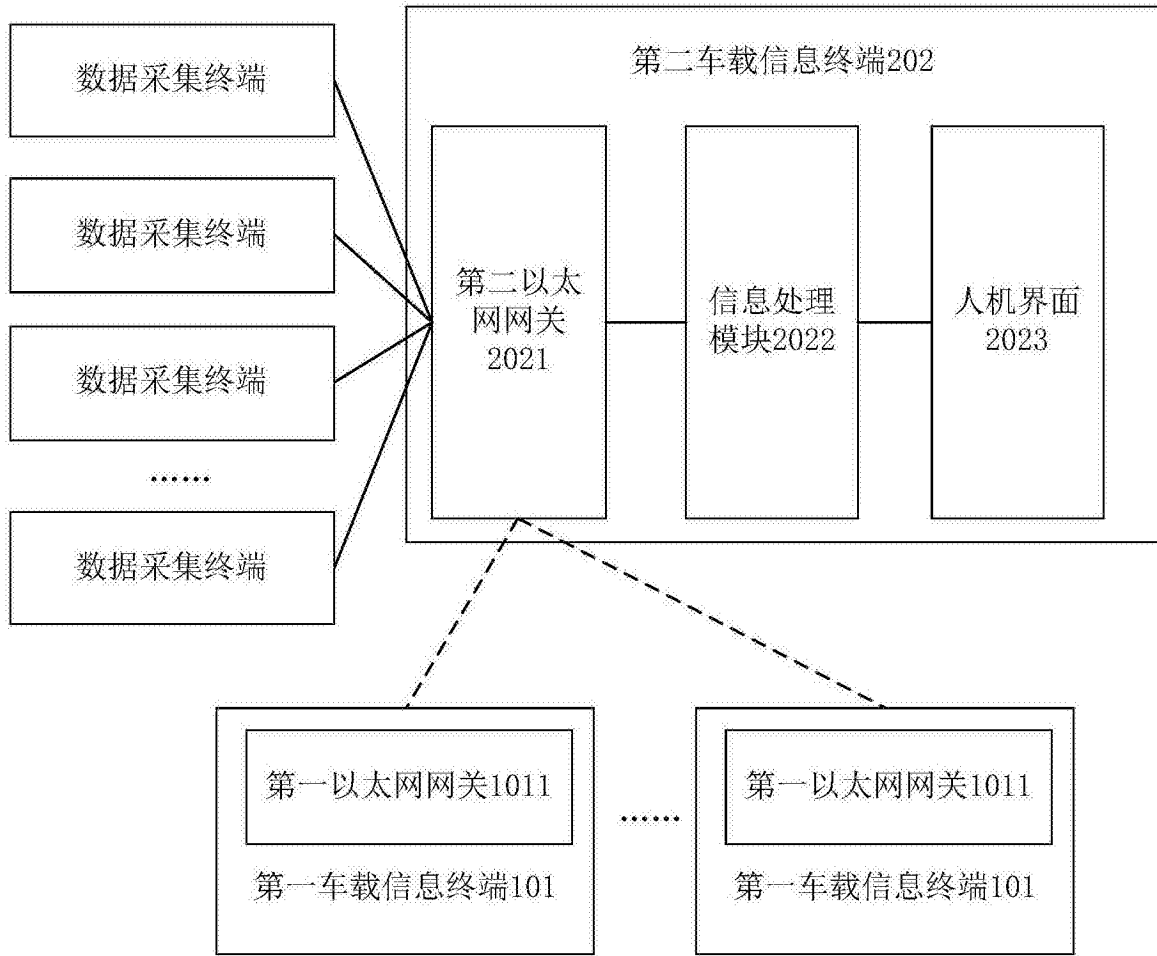 数据采集终端
数据采集终端
数据采集终端
……
数据采集终端
第二车载信息终端202
第二以太
网网关
2021
信息处理
模块2022
人机界面
2023
第一以太网网关1011
第一车载信息终端101
……
第一以太网网关1011
第一车载信息终端101